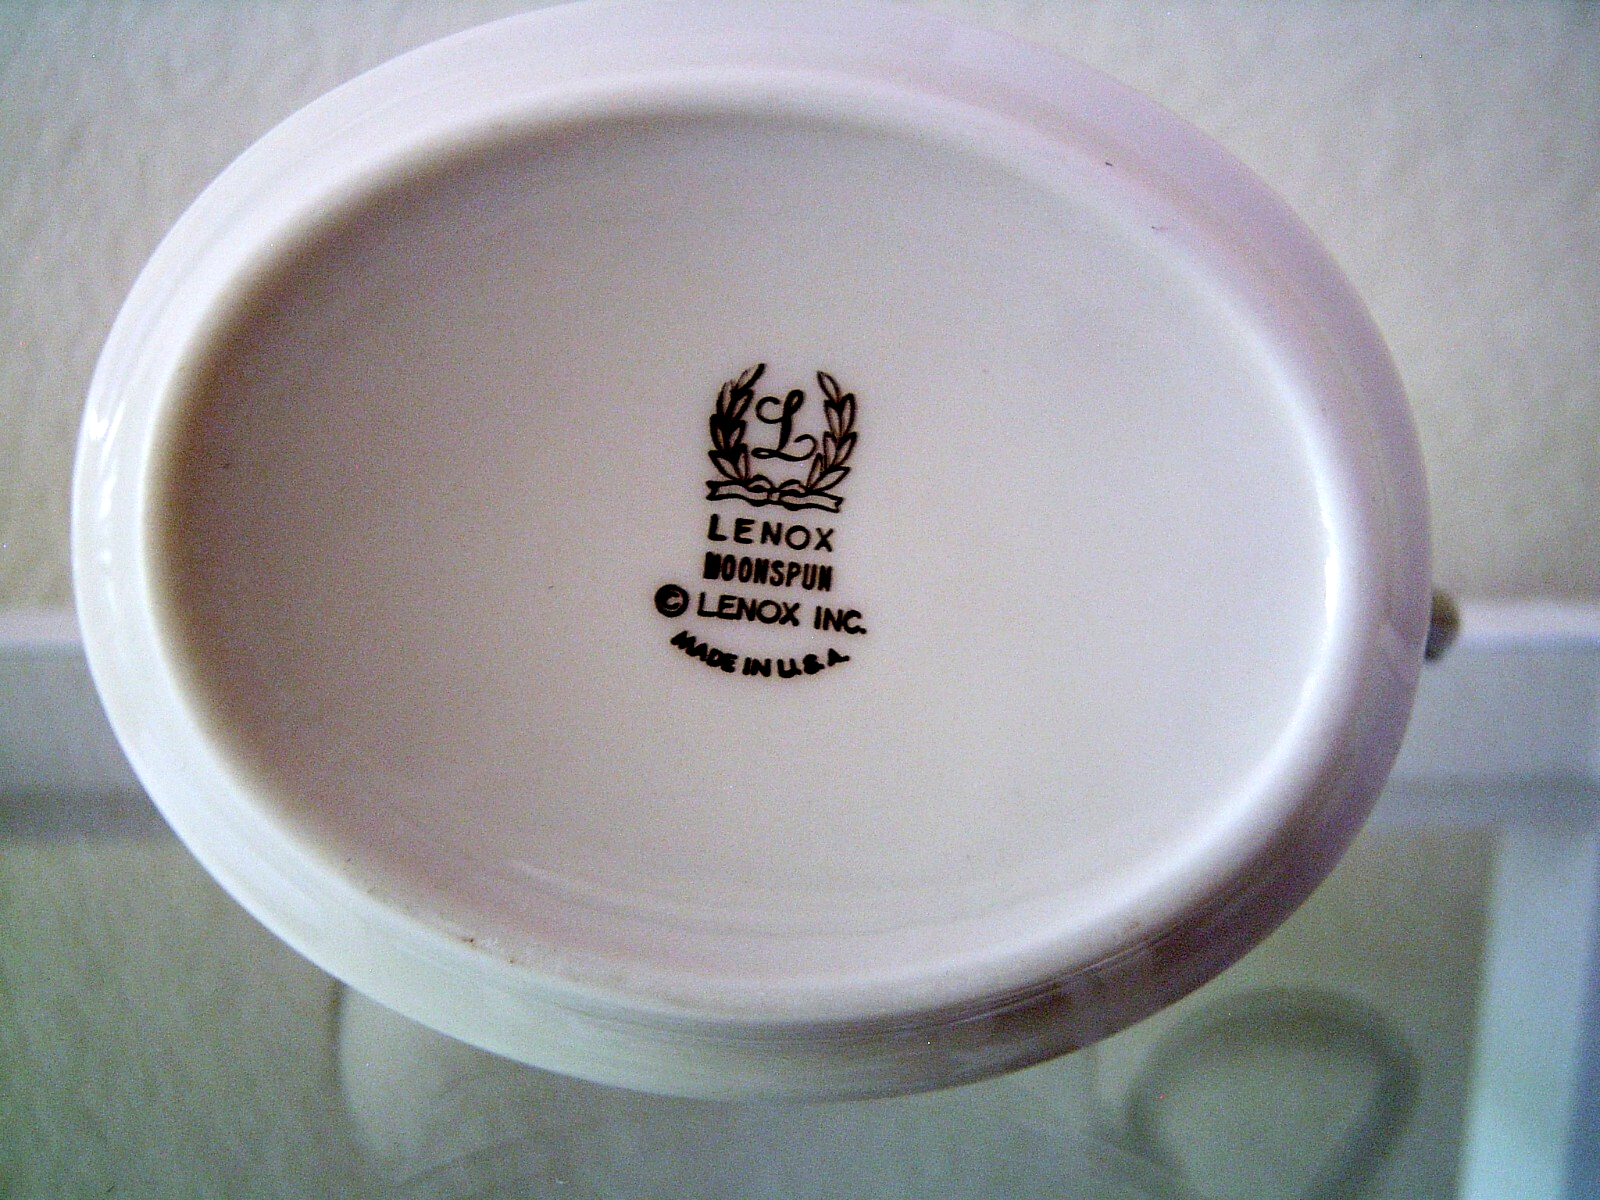 L
LENOX
MOONSPUN
© LENOX INC.
MADE IN U.S.A.